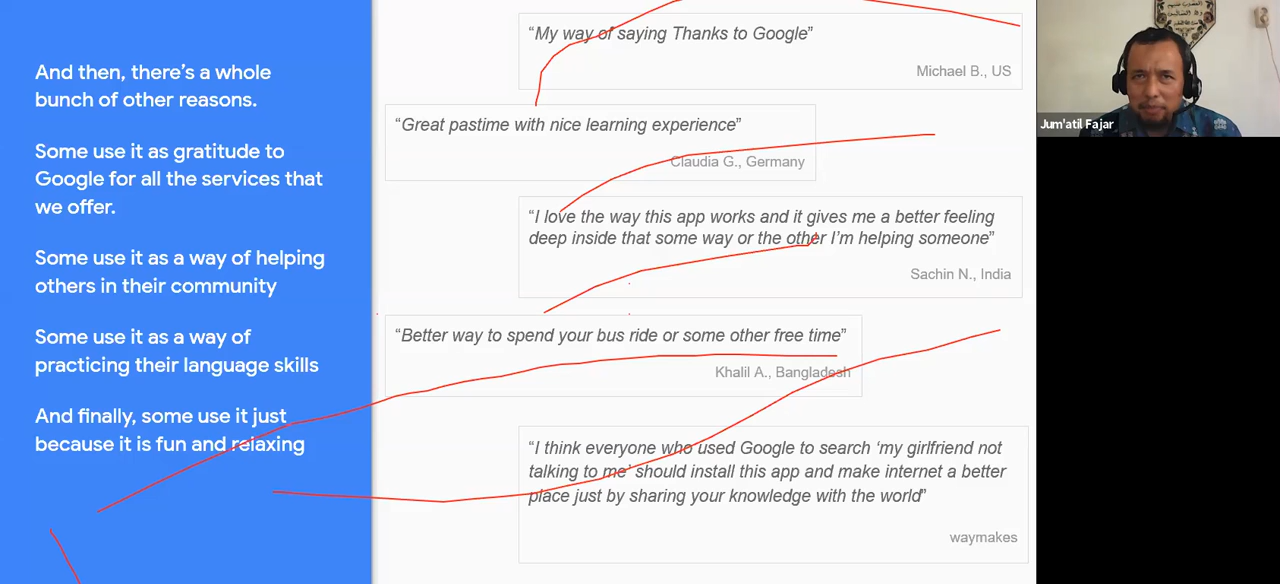 And then, there's a whole
bunch of other reasons.
Some use it as gratitude to
Google for all the services that
we offer.
Some use it as a way of helping
others in their community
Some use it as a way of
practicing their language skills
And finally, some use it just
because it is fun and relaxing
“My way of saying Thanks to Google”
Michael B., US
“Great pastime with nice learning experience”
Claudia G., Germany
“I love the way this app works and it gives me a better feeling
deep inside that some way or the other I'm helping someone”
Sachin N., India
“Better way to spend your bus ride or some other free time”
Khalil A., Bangladesh
“I think everyone who used Google to search ‘my girlfriend not
talking to me’ should install this app and make internet a better
place just by sharing your knowledge with the world”
waymakes
Jum'atil Fajar